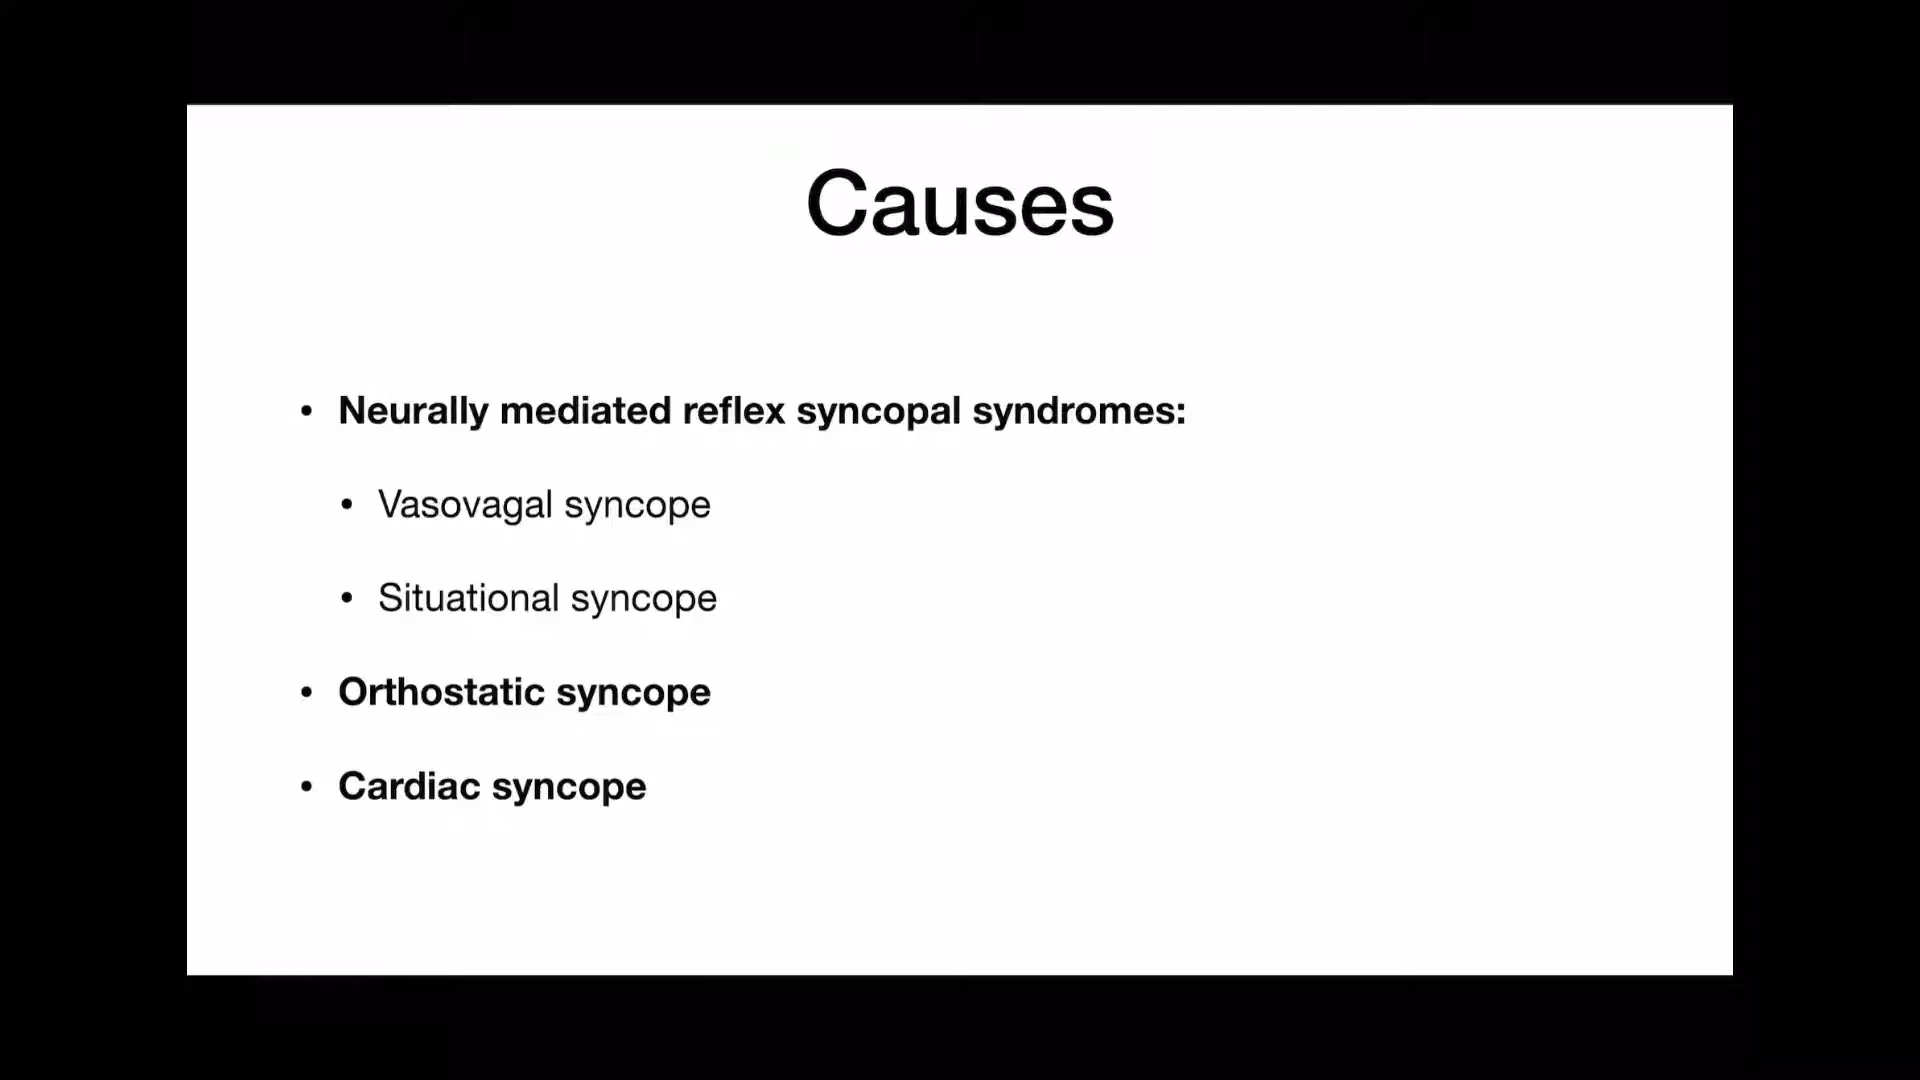 Causes
• Neurally mediated reflex syncopal syndromes:
• Vasovagal syncope
• Situational syncope
• Orthostatic syncope
• Cardiac syncope